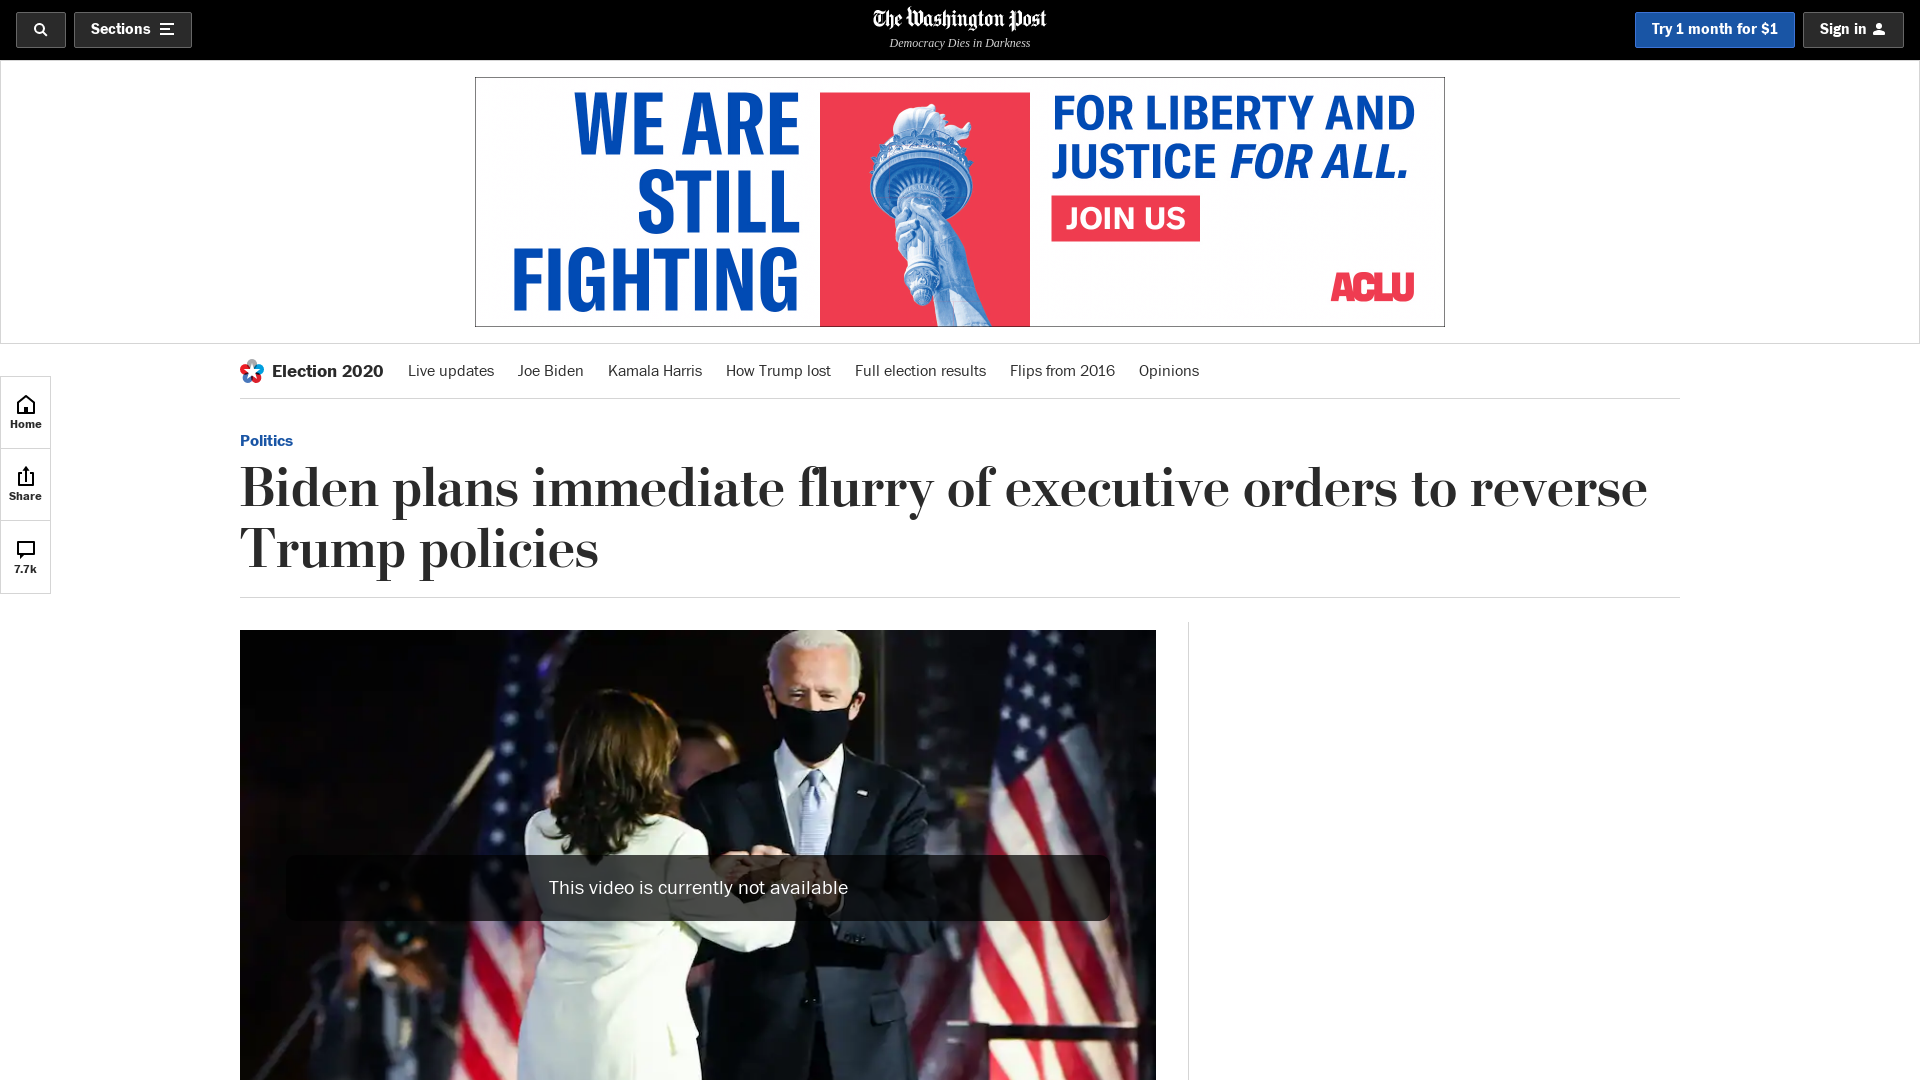 Sections
The Washington Post
Democracy Dies in Darkness
Try 1 month for $1
Sign in
WE ARE
STILL
FIGHTING
FOR LIBERTY AND
JUSTICE FOR ALL.
JOIN US
ACLU
Election 2020 Live updates Joe Biden Kamala Harris How Trump lost Full election results Flips from 2016 Opinions
Home
Share
7.7k
Politics
Biden plans immediate flurry of executive orders to reverse
Trump policies
This video is currently not available